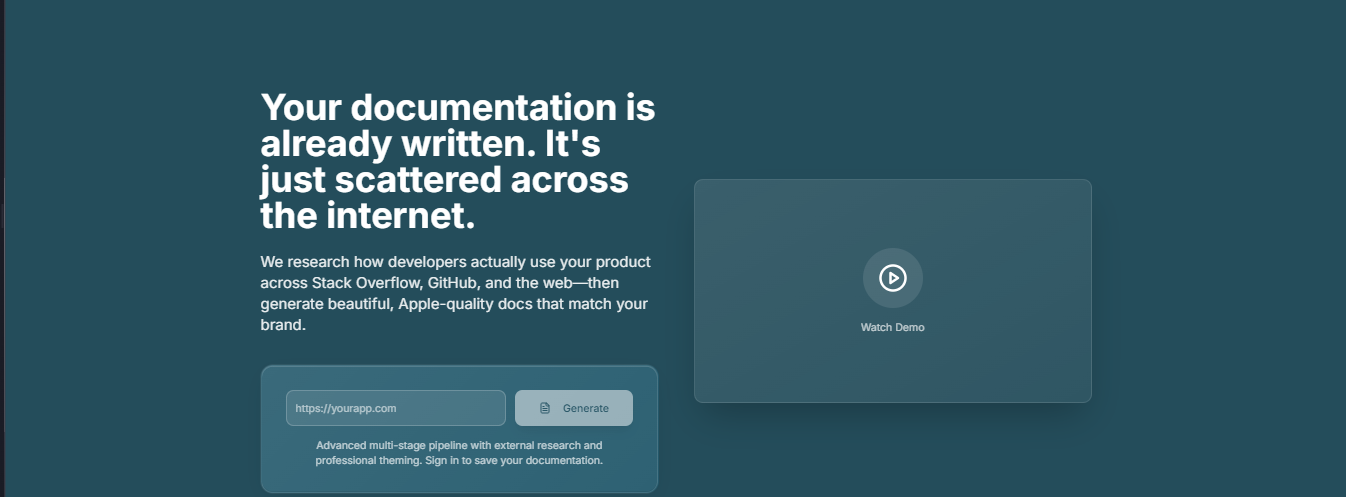 Your documentation is
already written. It's
just scattered across
the internet.
We research how developers actually use your product
across Stack Overflow, GitHub, and the web—then
generate beautiful, Apple-quality docs that match your
brand.
https://yourapp.com
Generate
Advanced multi-stage pipeline with external research and
professional theming. Sign in to save your documentation.
Watch Demo